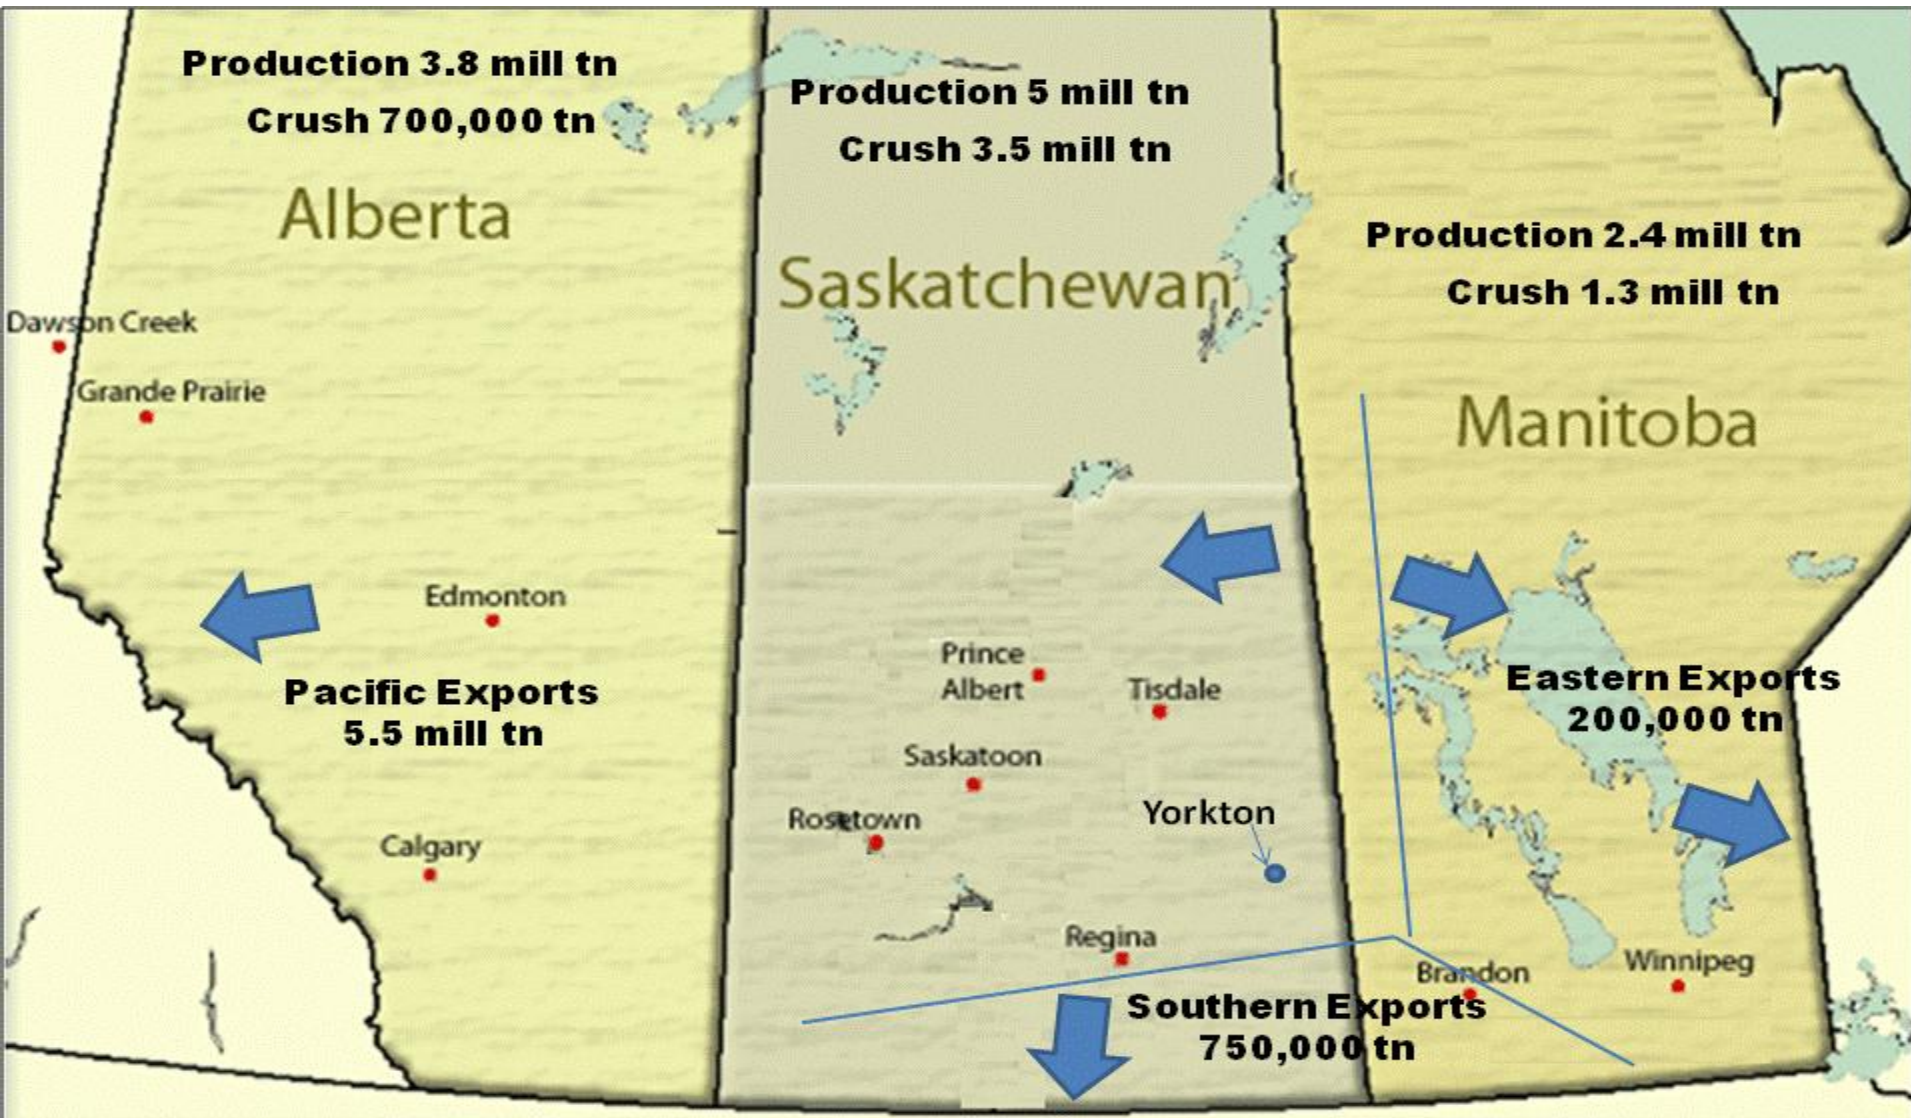 Production 3.8 mill tn
Crush 700,000 tn
Alberta
Production 5 mill tn
Crush 3.5 mill tn
Saskatchewan
Production 2.4 mill tn
Crush 1.3 mill tn
Manitoba
Dawson Creek
Grande Prairie
Edmonton
Pacific Exports
5.5 mill tn
Calgary
Prince
Albert
Tisdale
Saskatoon
Rosetown
Yorkton
Regina
Eastern Exports
200,000 tn
Brandon
Winnipeg
Southern Exports
750,000 tn